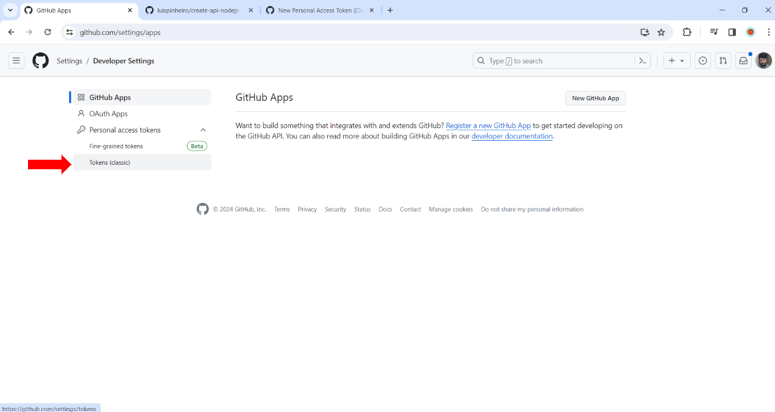 GitHub Apps
luispinheiro/create-api-nodejs
New Personal Access Token (Cla
github.com/settings/apps
Settings / Developer Settings
Type / to search
GitHub Apps
OAuth Apps
Personal access tokens
Fine-grained tokens Beta
Tokens (classic)
GitHub Apps
New GitHub App
Want to build something that integrates with and extends GitHub? Register a new GitHub App to get started developing on
the GitHub API. You can also read more about building GitHub Apps in our developer documentation.
© 2024 GitHub, Inc. Terms Privacy Security Status Docs Contact Manage cookies Do not share my personal information
https://github.com/settings/tokens